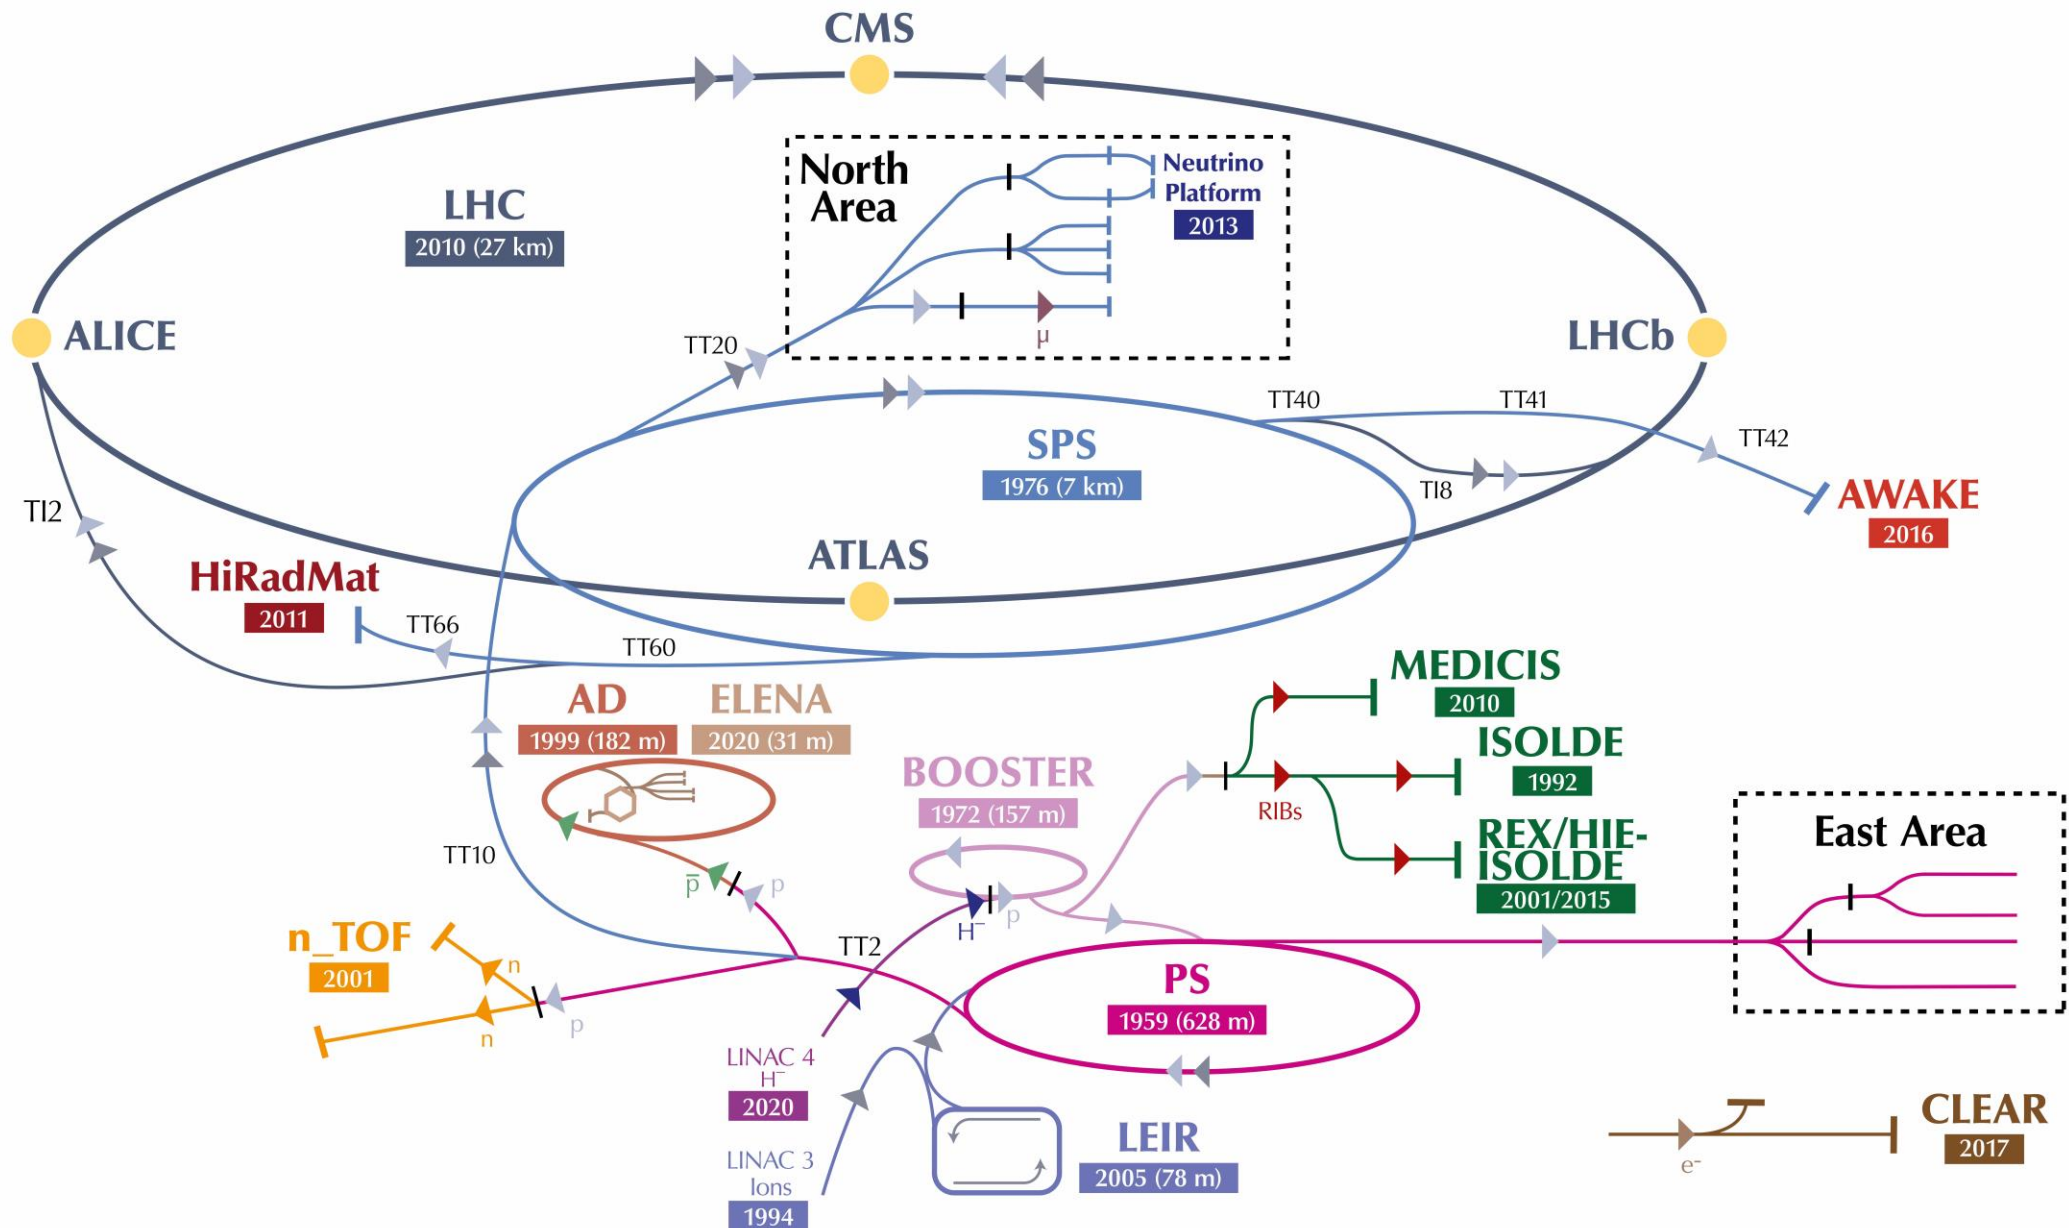 CMS
North
Area
Neutrino
Platform
2013
LHC
2010 (27 km)
µ
ALICE
LHCb
TT20
TT40
TT41
TT42
SPS
1976 (7 km)
TI8
AWAKE
2016
TI2
ATLAS
HiRadMat
2011
TT66
TT60
MEDICIS
2010
AD
1999 (182 m)
ELENA
2020 (31 m)
ISOLDE
1992
BOOSTER
1972 (157 m)
RIBs
REX/HIE-
ISOLDE
2001/2015
East Area
TT10
p̅
p
H⁻
p
n_TOF
2001
n
n
p
TT2
PS
1959 (628 m)
LINAC 4
H⁻
2020
LINAC 3
Ions
1994
LEIR
2005 (78 m)
e-
CLEAR
2017